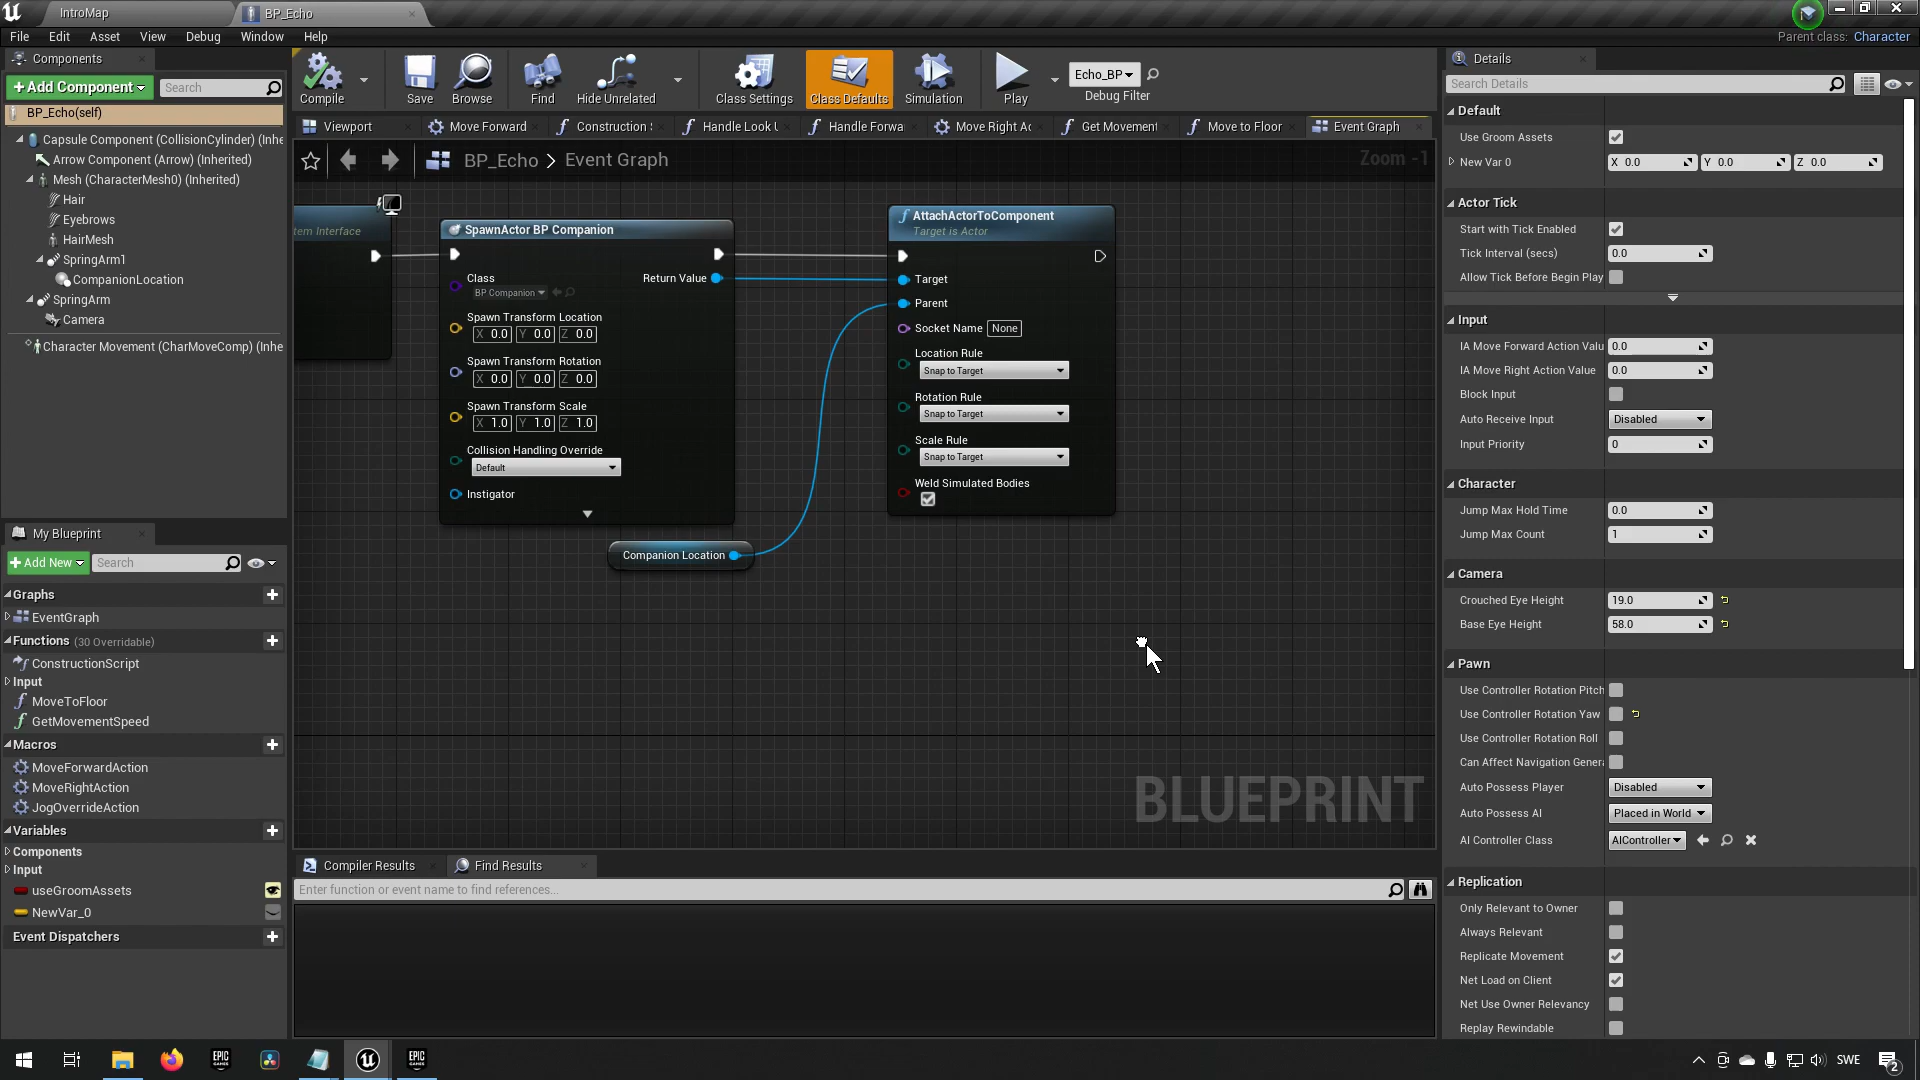 IntroMap
BP_Echo
File
Edit
Asset
View
Debug
Window
Help
Parent class: Character
Components
+Add Component
Search
BP_Echo(self)
Capsule Component (CollisionCylinder) (Inhe
Arrow Component (Arrow) (Inherited)
Mesh (CharacterMesh0) (Inherited)
Hair
Eyebrows
HairMesh
SpringArm1
CompanionLocation
SpringArm
Camera
Character Movement (CharMoveComp) (Inhe
Compile
Save
Browse
Find
Hide Unrelated
Class Settings
Class Defaults
Simulation
Play
Echo_BP
Debug Filter
Viewport
Move Forward
Construction
Handle Look U
Handle Forwa
Move Right Ac
Get Movement
Move to Floor
Event Graph
BP_Echo > Event Graph
Zoom -1
tem Interface
SpawnActor BP Companion
Class
BP Companion
Return Value
Spawn Transform Location
X 0.0 Y 0.0 Z 0.0
Spawn Transform Rotation
X 0.0 Y 0.0 Z 0.0
Spawn Transform Scale
X 1.0 Y 1.0 Z 1.0
Collision Handling Override
Default
Instigator
Companion Location
AttachActorToComponent
Target is Actor
Target
Parent
Socket Name None
Location Rule
Snap to Target
Rotation Rule
Snap to Target
Scale Rule
Snap to Target
Weld Simulated Bodies
BLUEPRINT
My Blueprint
+Add New
Search
Graphs
EventGraph
Functions (30 Overridable)
ConstructionScript
Input
MoveToFloor
GetMovementSpeed
Macros
MoveForwardAction
MoveRightAction
JogOverrideAction
Variables
Components
Input
useGroomAssets
NewVar_0
Event Dispatchers
Compiler Results
Find Results
Enter function or event name to find references...
Details
Search Details
Default
Use Groom Assets
New Var 0 X 0.0 Y 0.0 Z 0.0
Actor Tick
Start with Tick Enabled
Tick Interval (secs) 0.0
Allow Tick Before Begin Play
Input
IA Move Forward Action Valu 0.0
IA Move Right Action Value 0.0
Block Input
Auto Receive Input Disabled
Input Priority 0
Character
Jump Max Hold Time 0.0
Jump Max Count 1
Camera
Crouched Eye Height 19.0
Base Eye Height 58.0
Pawn
Use Controller Rotation Pitch
Use Controller Rotation Yaw
Use Controller Rotation Roll
Can Affect Navigation Genera
Auto Possess Player Disabled
Auto Possess AI Placed in World
AI Controller Class AIController
Replication
Only Relevant to Owner
Always Relevant
Replicate Movement
Net Load on Client
Net Use Owner Relevancy
Replay Rewindable
EPIC GAMES
EPIC GAMES
SWE
2